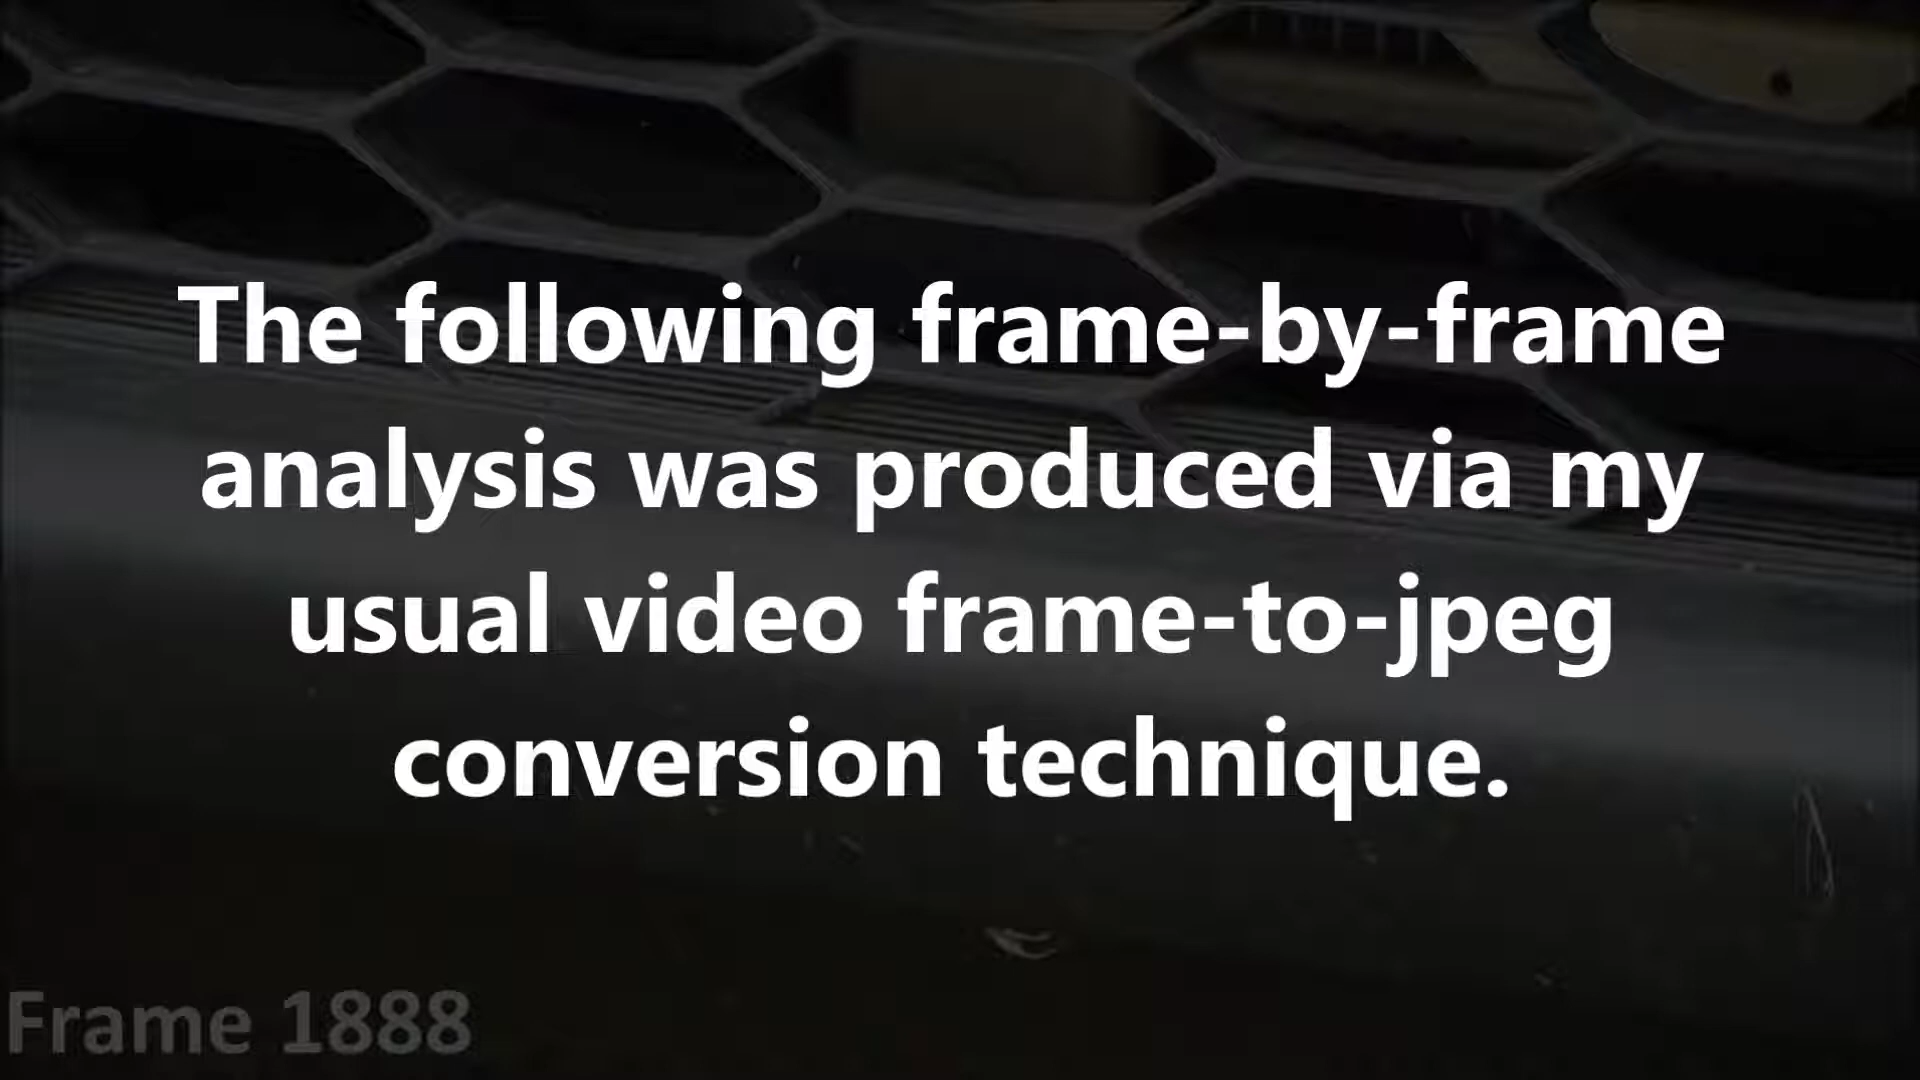 The following frame-by-frame
analysis was produced via my
usual video frame-to-jpeg
conversion technique.
Frame 1888